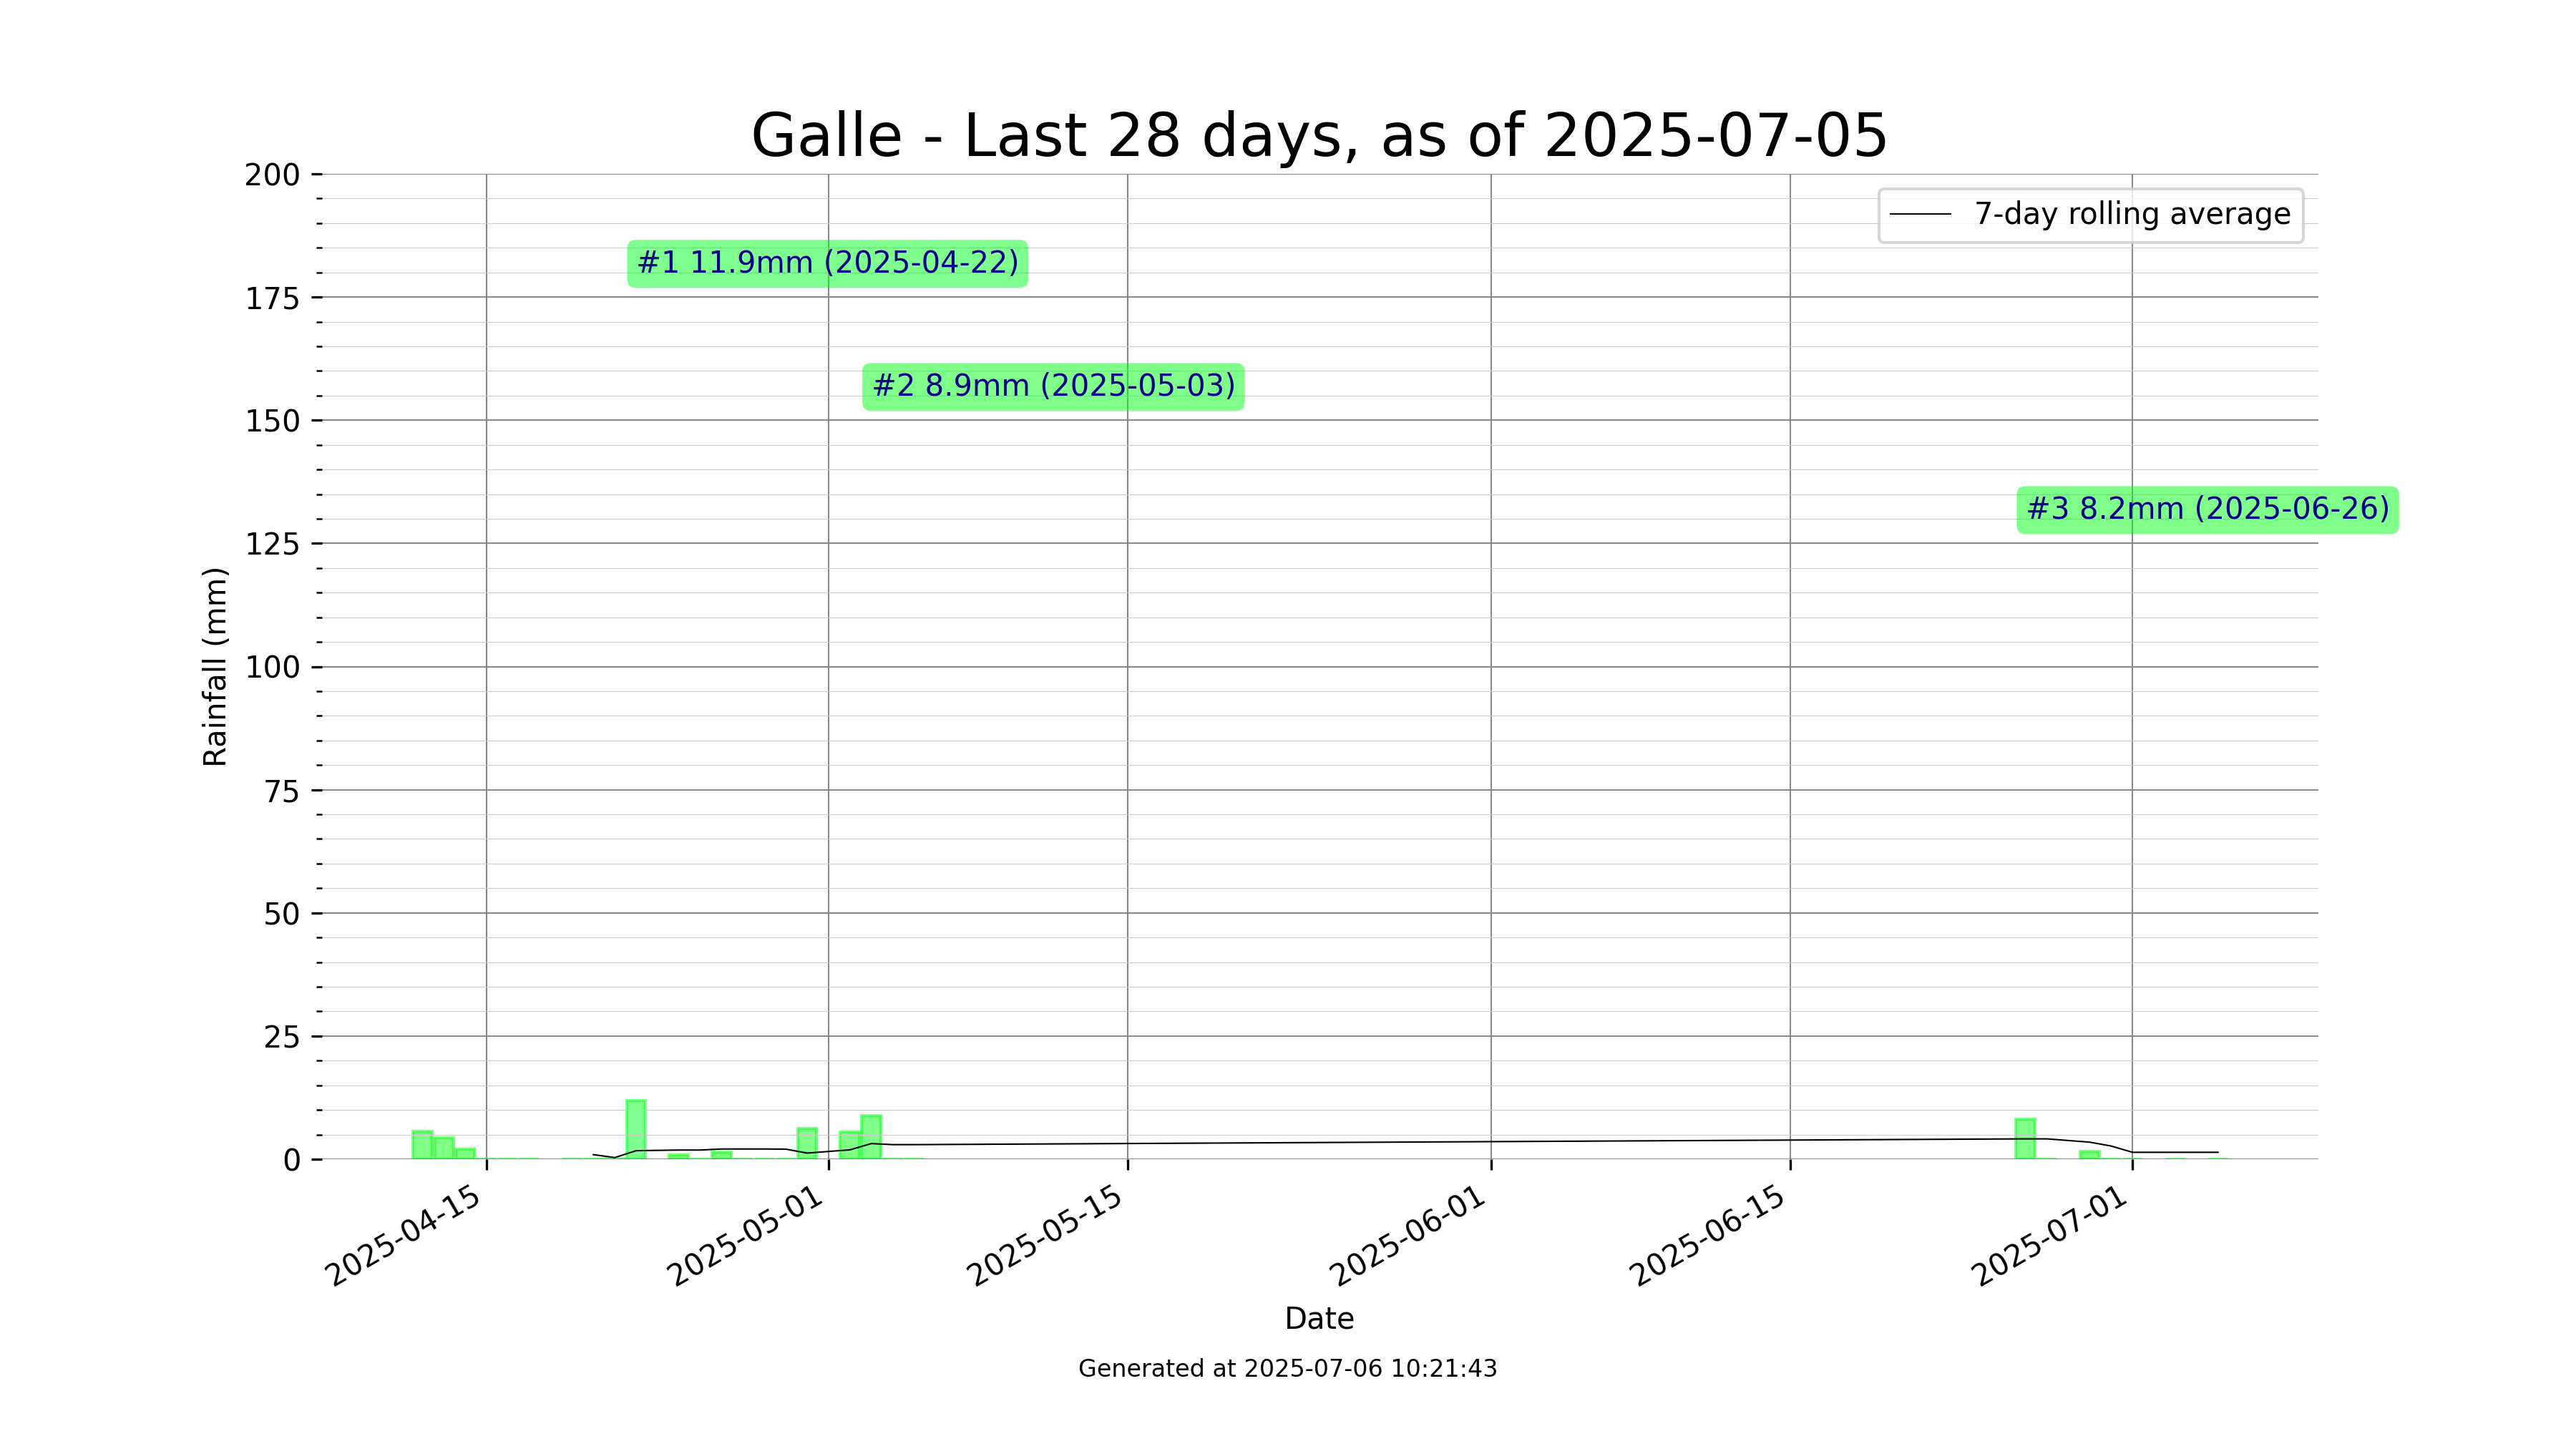 Galle - Last 28 days, as of 2025-07-05
7-day rolling average
#1 11.9mm (2025-04-22)
#2 8.9mm (2025-05-03)
#3 8.2mm (2025-06-26)
Rainfall (mm)
200
175
150
125
100
75
50
25
0
2025-04-15
2025-05-01
2025-05-15
2025-06-01
2025-06-15
2025-07-01
Date
Generated at 2025-07-06 10:21:43